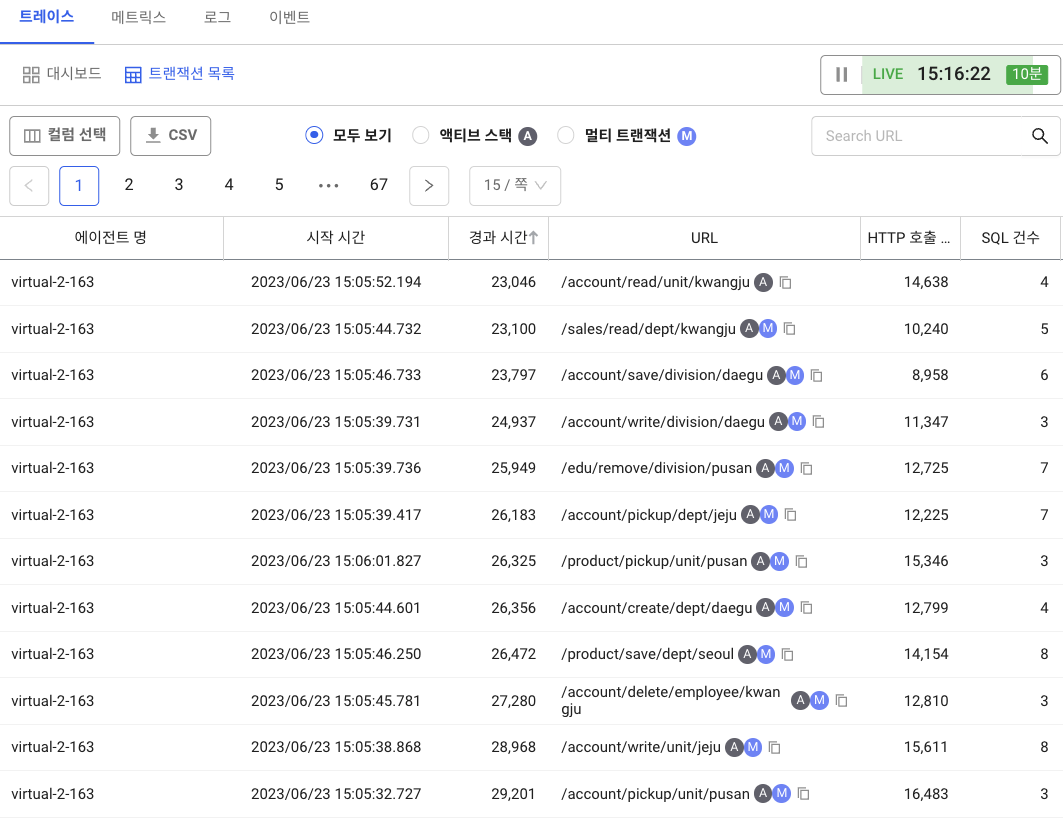 트레이스 메트릭스 로그 이벤트
대시보드 트랜잭션 목록 LIVE 15:16:22 10분
컬럼 선택 CSV 모두 보기 액티브 스택 A 멀티 트랜잭션 M Search URL
< 1 2 3 4 5 ••• 67 > 15 / 쪽
에이전트 명 시작 시간 경과 시간↑ URL HTTP 호출 ... SQL 건수
virtual-2-163 2023/06/23 15:05:52.194 23,046 /account/read/unit/kwangju A 14,638 4
virtual-2-163 2023/06/23 15:05:44.732 23,100 /sales/read/dept/kwangju A M 10,240 5
virtual-2-163 2023/06/23 15:05:46.733 23,797 /account/save/division/daegu A M 8,958 6
virtual-2-163 2023/06/23 15:05:39.731 24,937 /account/write/division/daegu A M 11,347 3
virtual-2-163 2023/06/23 15:05:39.736 25,949 /edu/remove/division/pusan A M 12,725 7
virtual-2-163 2023/06/23 15:05:39.417 26,183 /account/pickup/dept/jeju A M 12,225 7
virtual-2-163 2023/06/23 15:06:01.827 26,325 /product/pickup/unit/pusan A M 15,346 3
virtual-2-163 2023/06/23 15:05:44.601 26,356 /account/create/dept/daegu A M 12,799 4
virtual-2-163 2023/06/23 15:05:46.250 26,472 /product/save/dept/seoul A M 14,154 8
virtual-2-163 2023/06/23 15:05:45.781 27,280 /account/delete/employee/kwan A M 12,810 3
gju
virtual-2-163 2023/06/23 15:05:38.868 28,968 /account/write/unit/jeju A M 15,611 8
virtual-2-163 2023/06/23 15:05:32.727 29,201 /account/pickup/unit/pusan A M 16,483 3